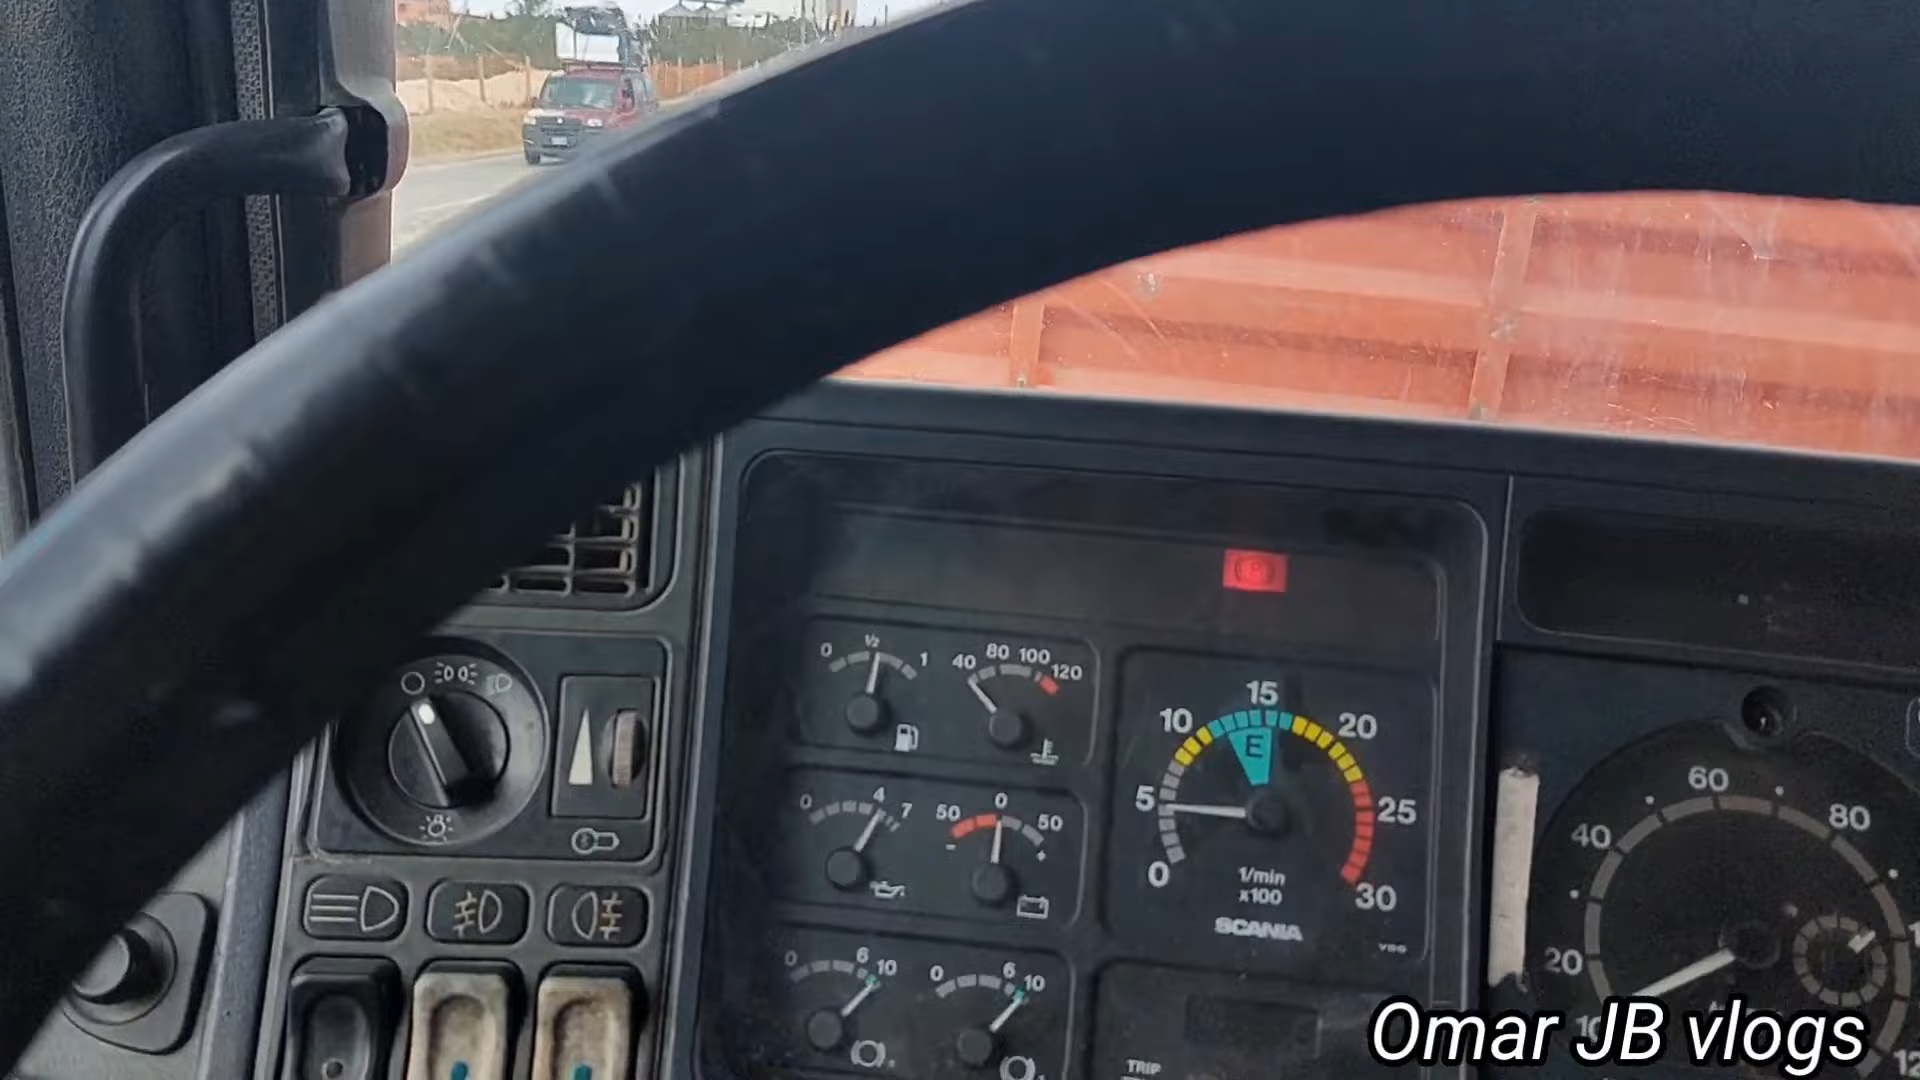 0 ½ 1
40 80 100 120
0 4 7
50 0 50
- +
0 6 10
0 6 10
0 5 10 15 20 25 30
E
1/min
x100
SCANIA
VDO
TRIP
20 40 60 80
Omar JB vlogs